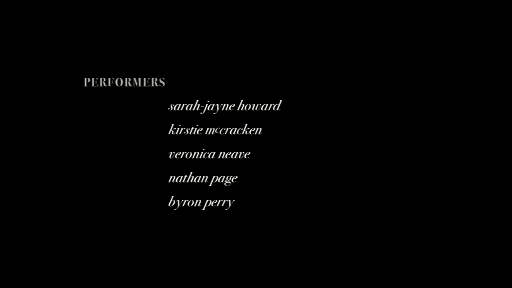 PERFORMERS
sarah-jayne howard
kirstie mccracken
veronica neave
nathan page
byron perry